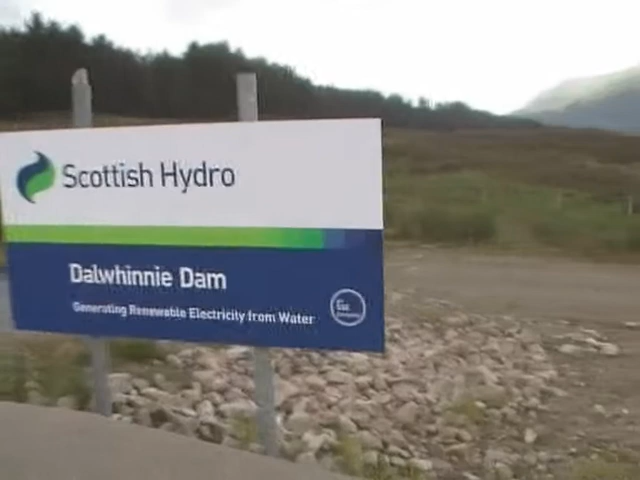 Scottish Hydro
Dalwhinnie Dam
Generating Renewable Electricity from Water